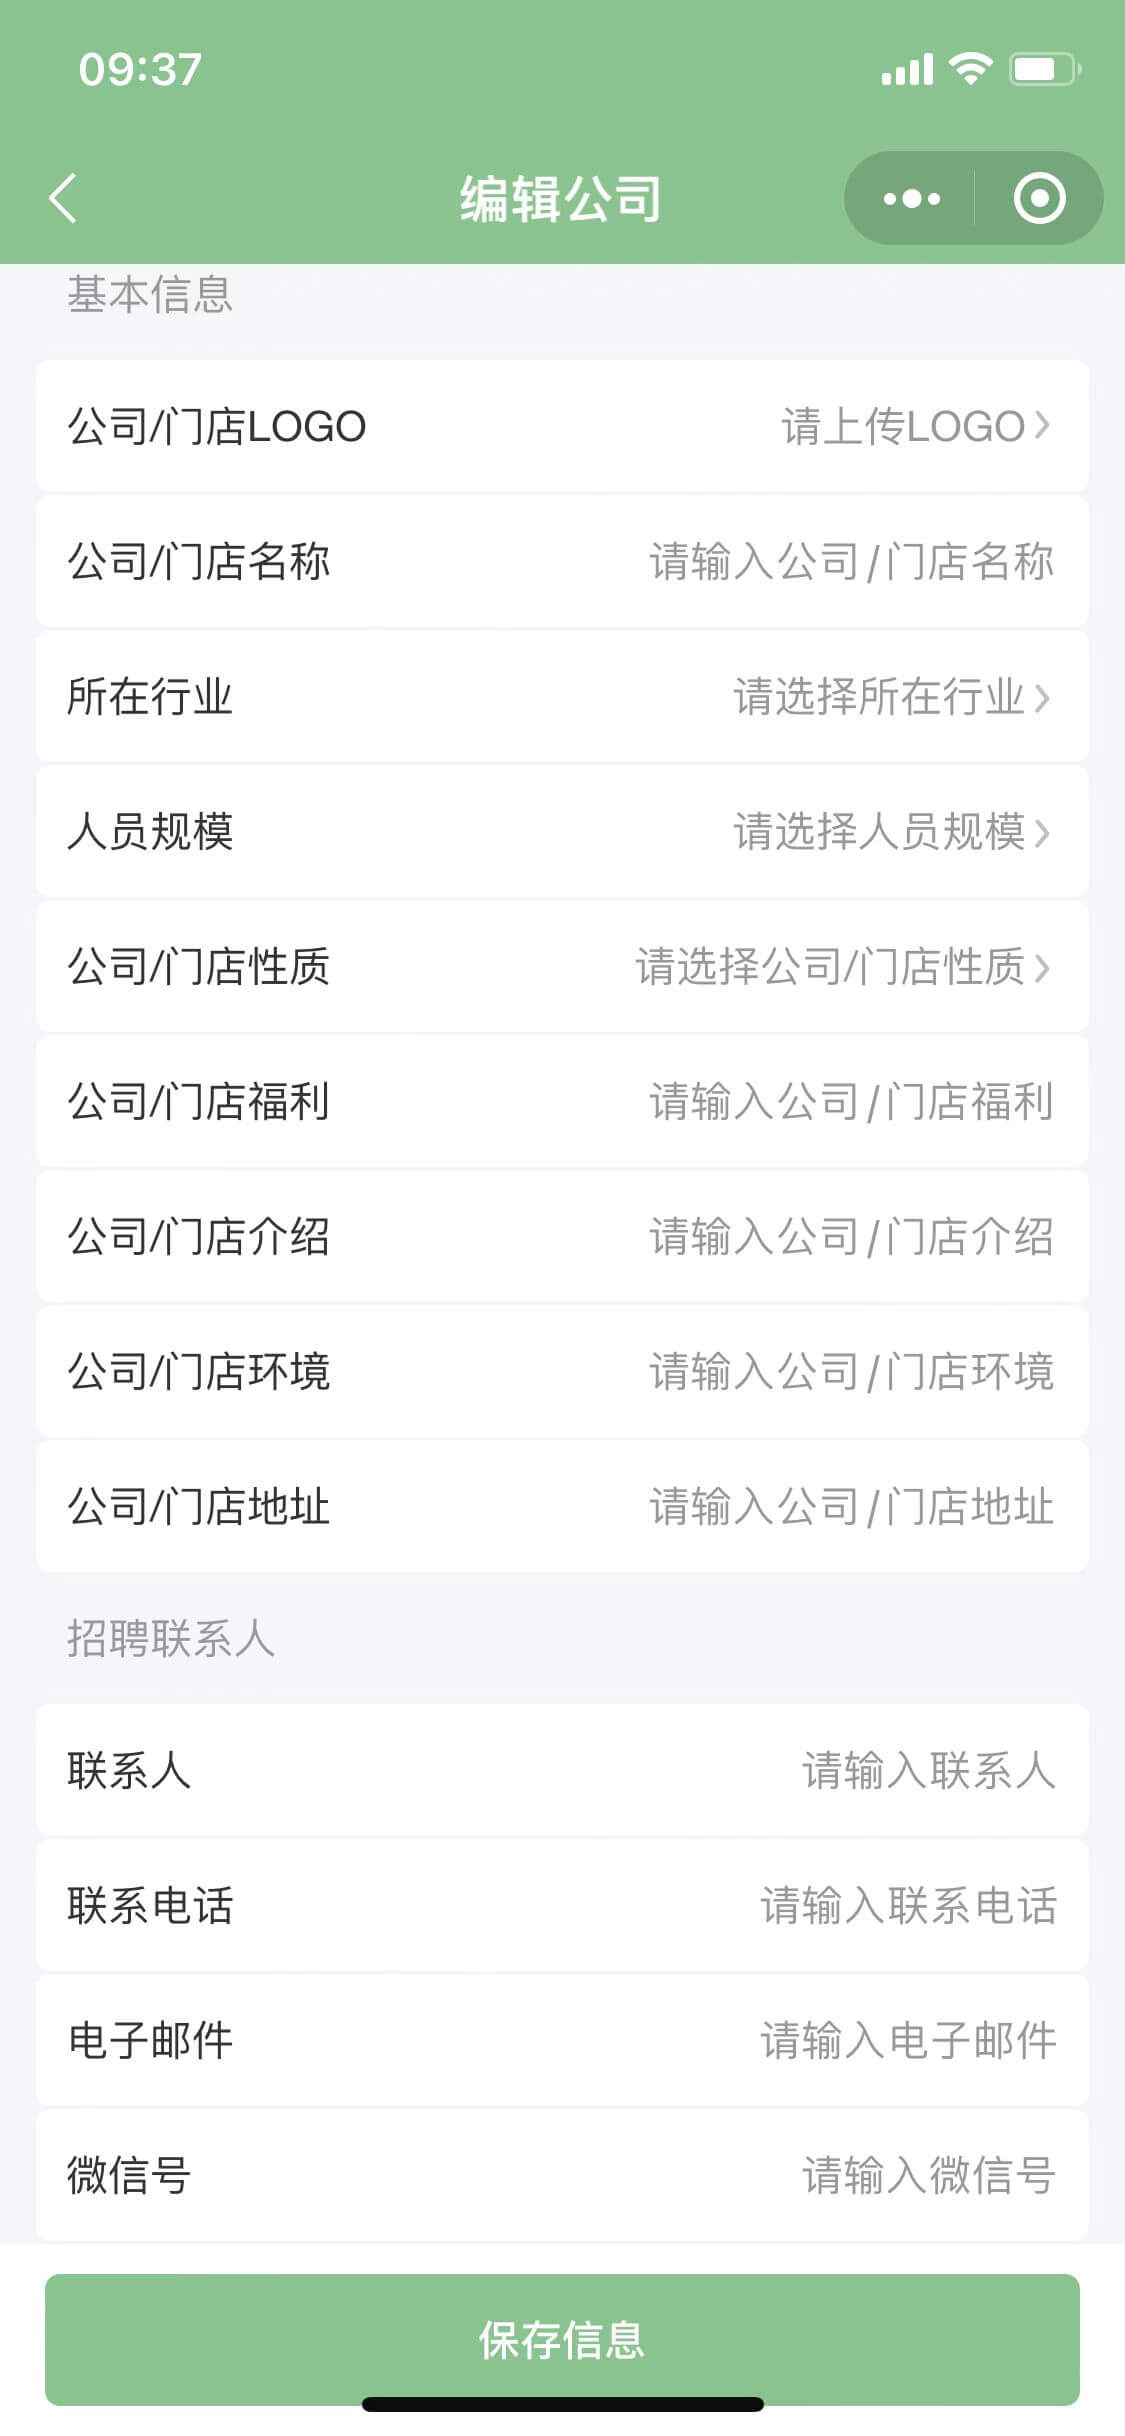 09:37
编辑公司
基本信息
公司/门店LOGO 请上传LOGO
公司/门店名称 请输入公司/门店名称
所在行业 请选择所在行业
人员规模 请选择人员规模
公司/门店性质 请选择公司/门店性质
公司/门店福利 请输入公司/门店福利
公司/门店介绍 请输入公司/门店介绍
公司/门店环境 请输入公司/门店环境
公司/门店地址 请输入公司/门店地址
招聘联系人
联系人 请输入联系人
联系电话 请输入联系电话
电子邮件 请输入电子邮件
微信号 请输入微信号
保存信息